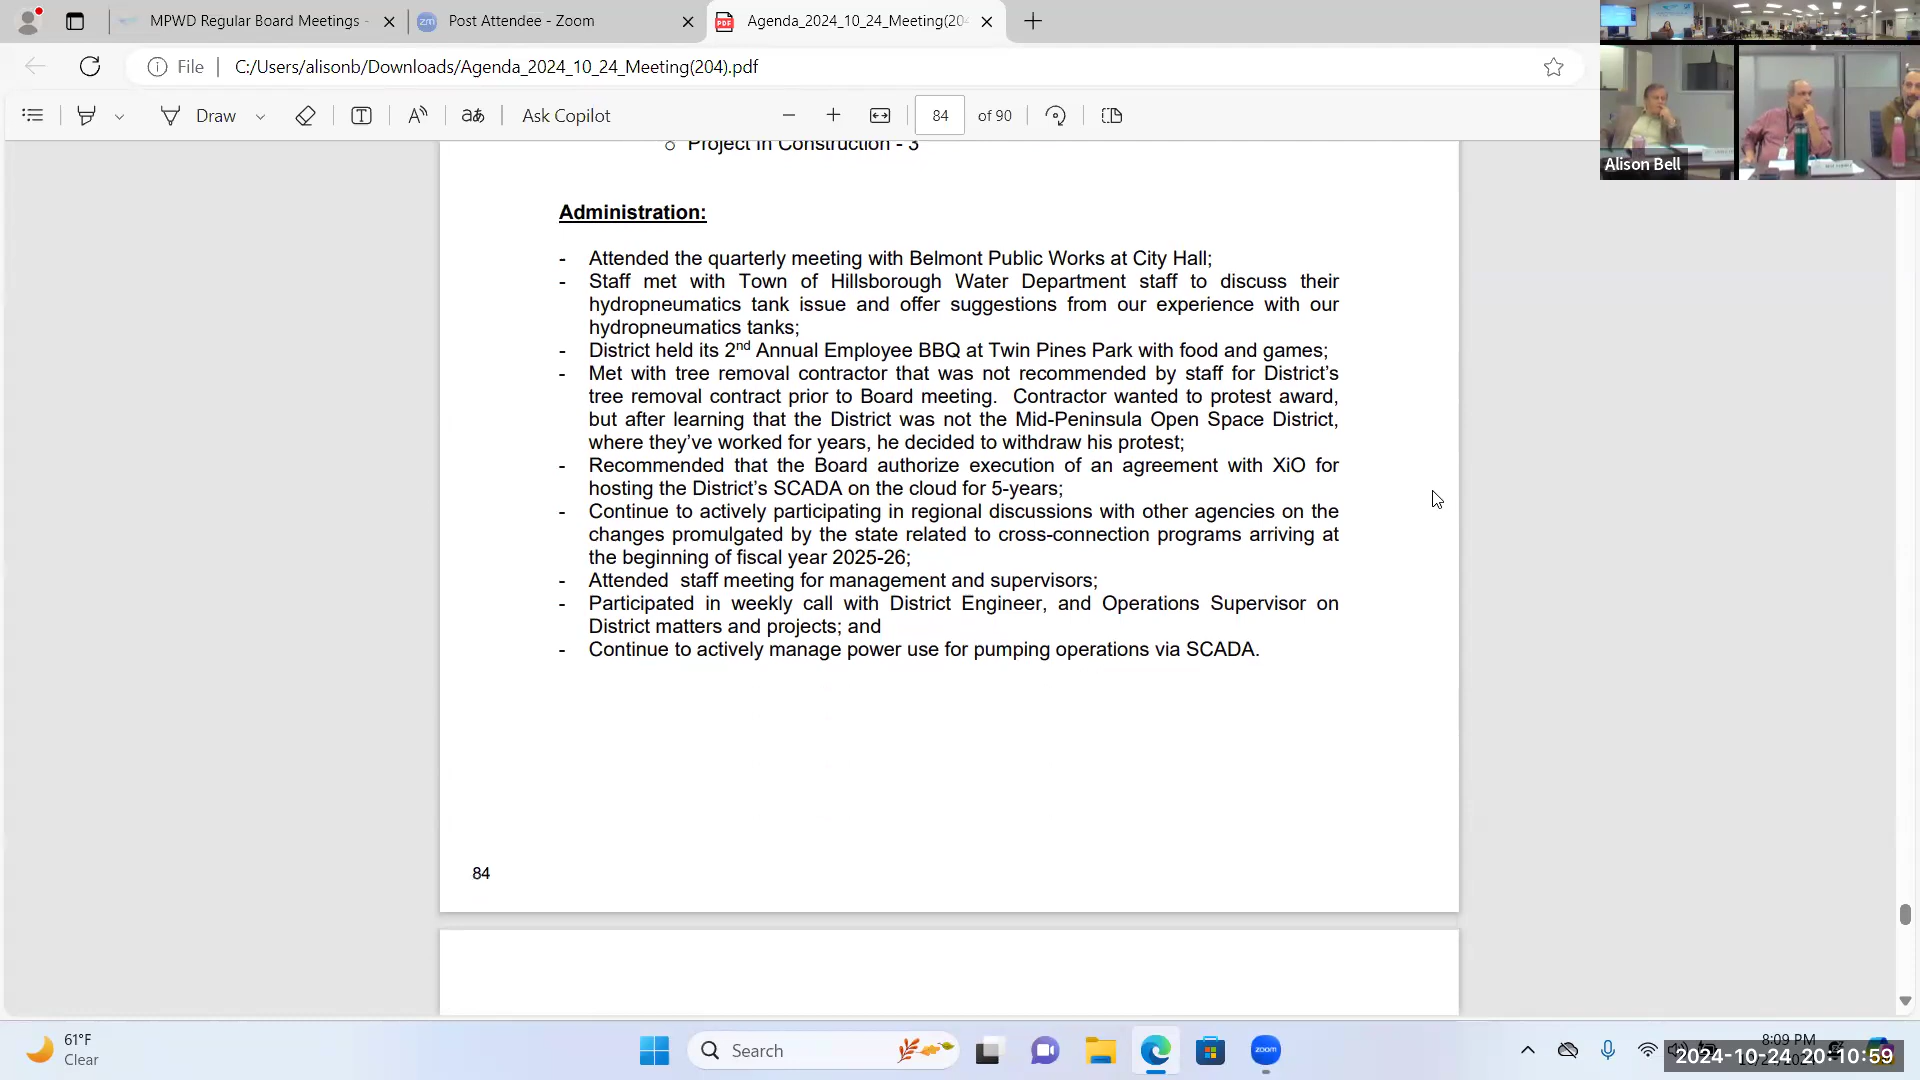 MPWD Regular Board Meetings -
Post Attendee - Zoom
Agenda_2024_10_24_Meeting(204
File
C:/Users/alisonb/Downloads/Agenda_2024_10_24_Meeting(204).pdf
Draw
Ask Copilot
84 of 90
Alison Bell
o Project in Construction - 3
Administration:
- Attended the quarterly meeting with Belmont Public Works at City Hall;
- Staff met with Town of Hillsborough Water Department staff to discuss their
hydropneumatics tank issue and offer suggestions from our experience with our
hydropneumatics tanks;
- District held its 2nd Annual Employee BBQ at Twin Pines Park with food and games;
- Met with tree removal contractor that was not recommended by staff for District's
tree removal contract prior to Board meeting. Contractor wanted to protest award,
but after learning that the District was not the Mid-Peninsula Open Space District,
where they've worked for years, he decided to withdraw his protest;
- Recommended that the Board authorize execution of an agreement with XiO for
hosting the District's SCADA on the cloud for 5-years;
- Continue to actively participating in regional discussions with other agencies on the
changes promulgated by the state related to cross-connection programs arriving at
the beginning of fiscal year 2025-26;
- Attended staff meeting for management and supervisors;
- Participated in weekly call with District Engineer, and Operations Supervisor on
District matters and projects; and
- Continue to actively manage power use for pumping operations via SCADA.
84
61°F
Clear
Search
zoom
8:09 PM
2024-10-24 20:10:59